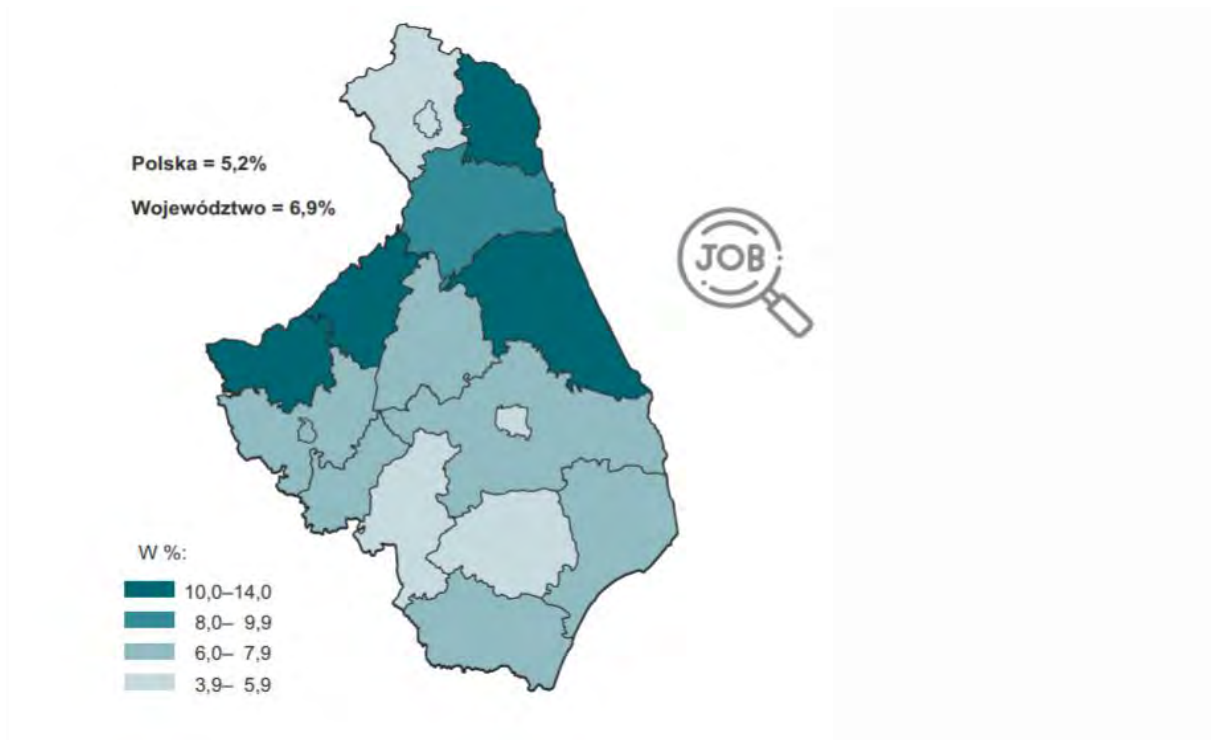 Polska = 5,2%
Województwo = 6,9%
JOB
W %:
10,0–14,0
8,0– 9,9
6,0– 7,9
3,9– 5,9